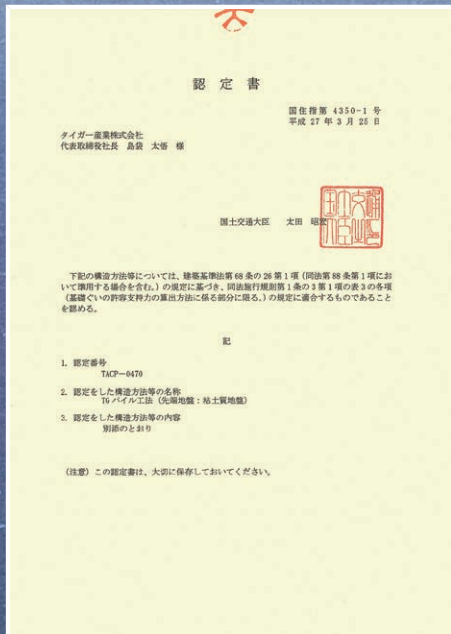 認定書
国住指第 4350-1 号
平成 27 年 3 月 25 日
タイガー産業株式会社
代表取締役社長 島袋 太悟 様
国土交通大臣 太田 昭宏
下記の構造方法等については、建築基準法第 68 条の 26 第 1 項 (同法第 88 条第 1 項にお
いて準用する場合を含む。) の規定に基づき、同法施行規則第 1 条の 3 第 1 項の表 3 の各項
(基礎ぐいの許容支持力の算出方法に係る部分に限る。) の規定に適合するものであること
を認める。
記
1. 認定番号
TACP-0470
2. 認定をした構造方法等の名称
TG パイル工法 (先端地盤:粘土質地盤)
3. 認定をした構造方法等の内容
別添のとおり
(注意) この認定書は、大切に保存しておいてください。